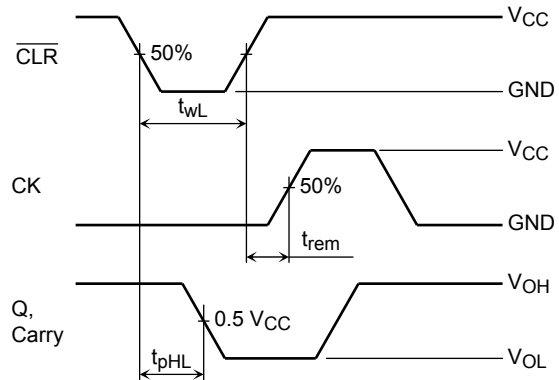 VCC
CLR
50%
GND
twL
VCC
CK
50%
GND
trem
VOH
Q,
Carry
0.5 VCC
tpHL
VOL